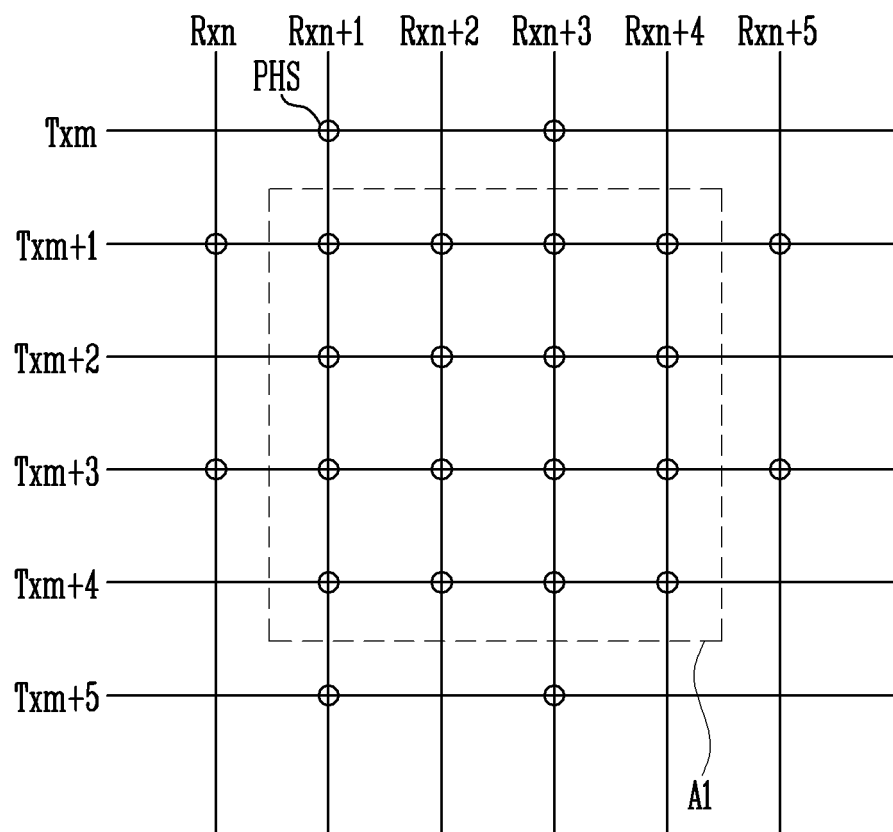 Rxn Rxn+1 Rxn+2 Rxn+3 Rxn+4 Rxn+5
PHS
Txm
Txm+1
Txm+2
Txm+3
Txm+4
Txm+5
A1